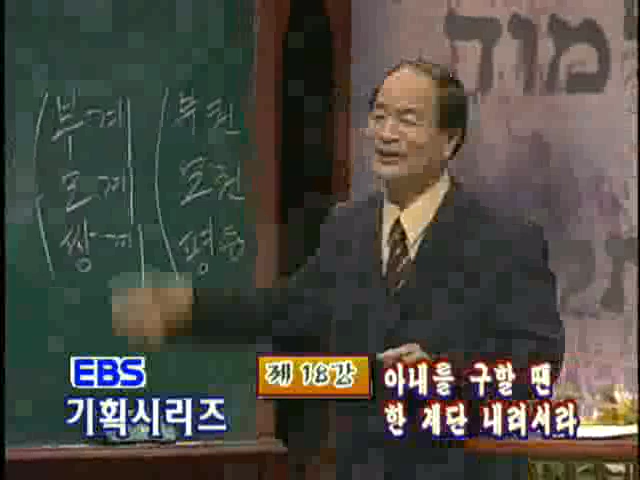 부계
모계
쌍계
부권
모권
평등
EBS
기획시리즈
제 18강
아내를 구할 땐
한 계단 내려서라